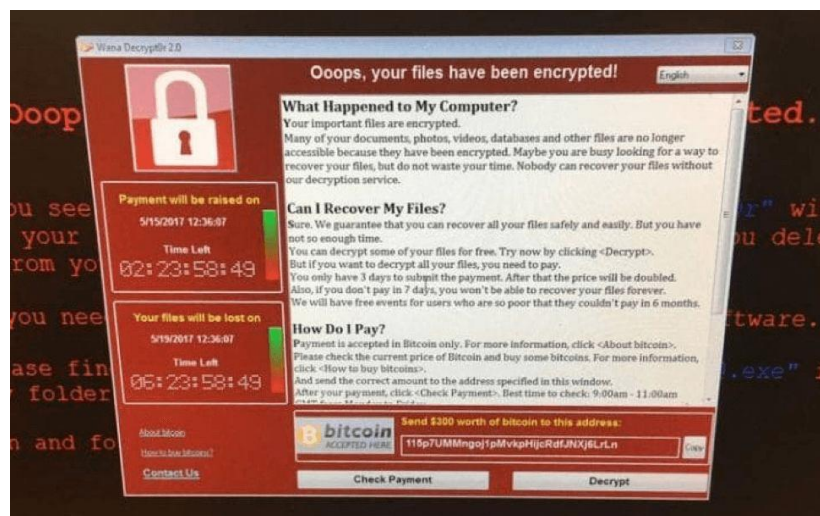 Wana Decrypt0r 2.0
Ooops, your files have been encrypted!
English
What Happened to My Computer?
Your important files are encrypted.
Many of your documents, photos, videos, databases and other files are no longer
accessible because they have been encrypted. Maybe you are busy looking for a way to
recover your files, but do not waste your time. Nobody can recover your files without
our decryption service.
Can I Recover My Files?
Sure. We guarantee that you can recover all your files safely and easily. But you have
not so enough time.
You can decrypt some of your files for free. Try now by clicking <Decrypt>.
But if you want to decrypt all your files, you need to pay.
You only have 3 days to submit the payment. After that the price will be doubled.
Also, if you don't pay in 7 days, you won't be able to recover your files forever.
We will have free events for users who are so poor that they couldn't pay in 6 months.
How Do I Pay?
Payment is accepted in Bitcoin only. For more information, click <About bitcoin>.
Please check the current price of Bitcoin and buy some bitcoins. For more information,
click <How to buy bitcoins>.
And send the correct amount to the address specified in this window.
After your payment, click <Check Payment>. Best time to check: 9:00am - 11:00am
GMT from Monday to Friday
Payment will be raised on
5/15/2017 12:36:07
Time Left
02:23:58:49
Your files will be lost on
5/19/2017 12:36:07
Time Left
06:23:58:49
About bitcoin
How to buy bitcoins?
Contact Us
bitcoin
ACCEPTED HERE
Send $300 worth of bitcoin to this address:
115p7UMMngoj1pMvkpHijcRdfJNXj6LrLn
Copy
Check Payment
Decrypt
Ooop
ted.
ou see
r" wi
your
ou dele
rom yo
you nee
tware.
ase fin
.exe"
folder
n and fo